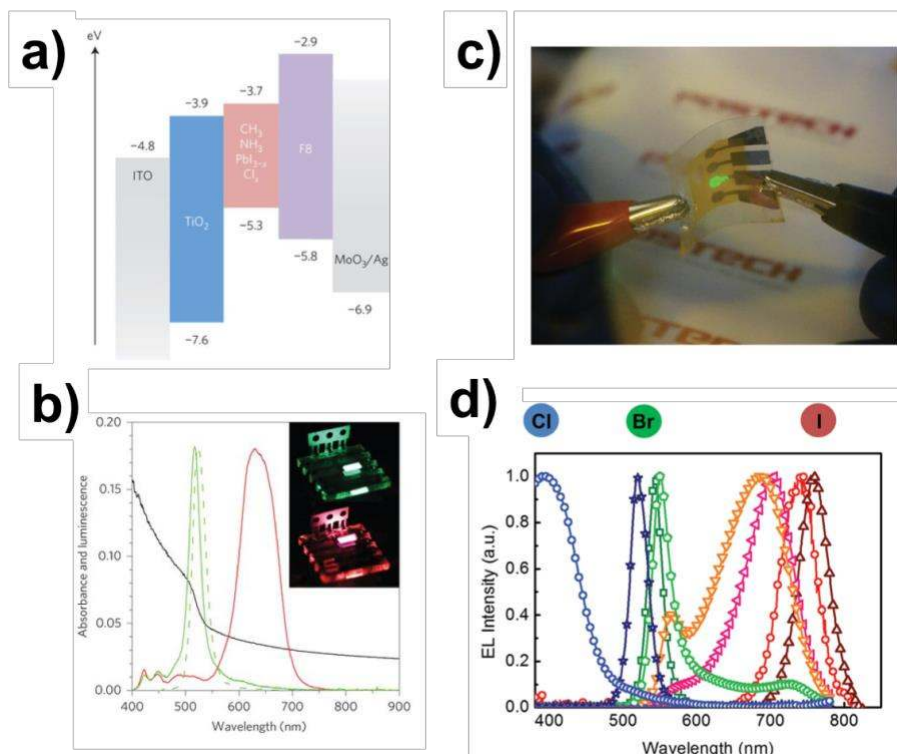 a)
eV
−2.9
−3.9
−3.7
−4.8
CH₃
NH₃
PbI₃₋ₓ
Clₓ
F8
ITO
TiO₂
−5.3
−5.8
MoO₃/Ag
−6.9
−7.6
c)
POSTECH
POSTECH
b)
0.20
0.15
0.10
0.05
0.00
Absorbance and luminescence
400 500 600 700 800 900
Wavelength (nm)
d)
Cl Br I
1.0
0.8
0.6
0.4
0.2
0.0
EL Intensity (a.u.)
400 500 600 700 800
Wavelength (nm)